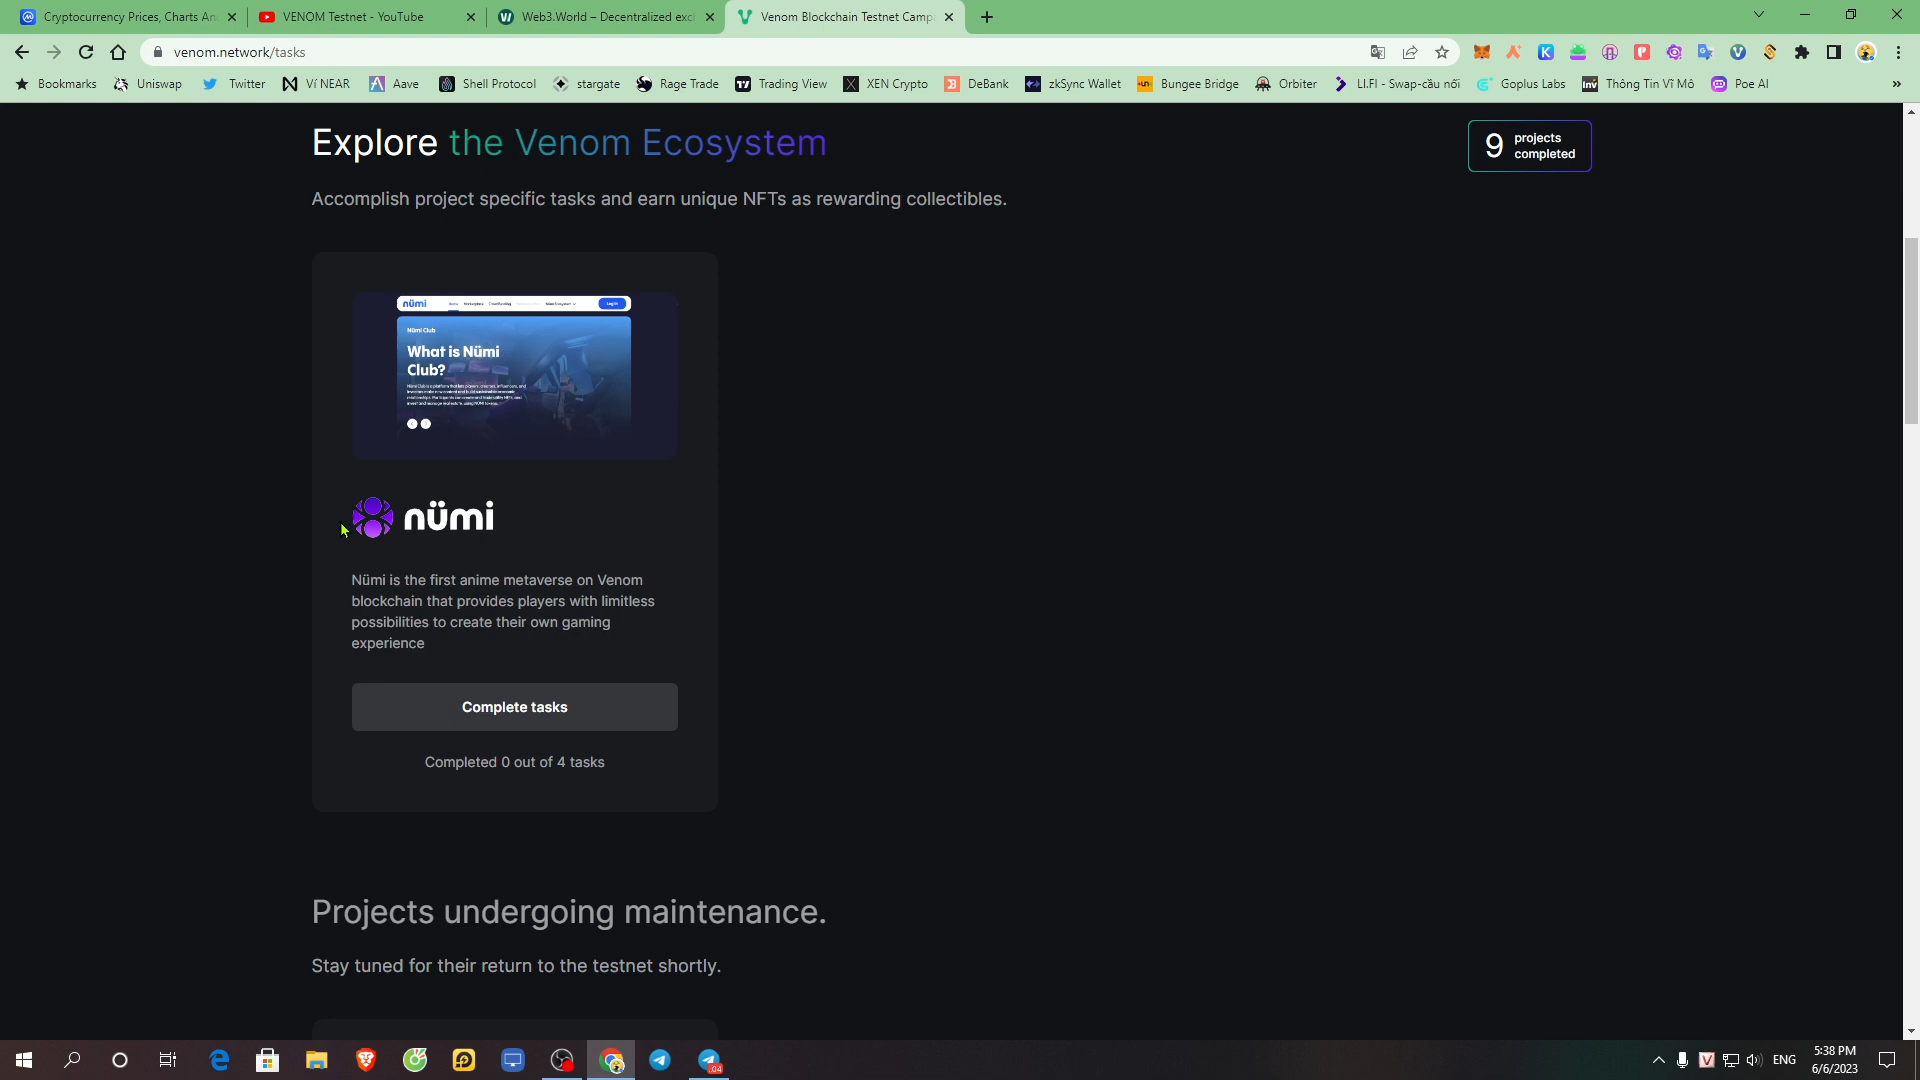 Cryptocurrency Prices, Charts An
VENOM Testnet - YouTube
Web3.World – Decentralized exc
Venom Blockchain Testnet Camp
venom.network/tasks
Bookmarks
Uniswap
Twitter
Ví NEAR
Aave
Shell Protocol
stargate
Rage Trade
Trading View
XEN Crypto
DeBank
zkSync Wallet
Bungee Bridge
Orbiter
LI.FI - Swap-cầu nối
Goplus Labs
Thông Tin Vĩ Mô
Poe AI
Explore the Venom Ecosystem
9 projects
completed
Accomplish project specific tasks and earn unique NFTs as rewarding collectibles.
nümi
Log In
Nümi Club
What is Nümi
Club?
nümi
Nümi is the first anime metaverse on Venom
blockchain that provides players with limitless
possibilities to create their own gaming
experience
Complete tasks
Completed 0 out of 4 tasks
Projects undergoing maintenance.
Stay tuned for their return to the testnet shortly.
ENG
5:38 PM
6/6/2023